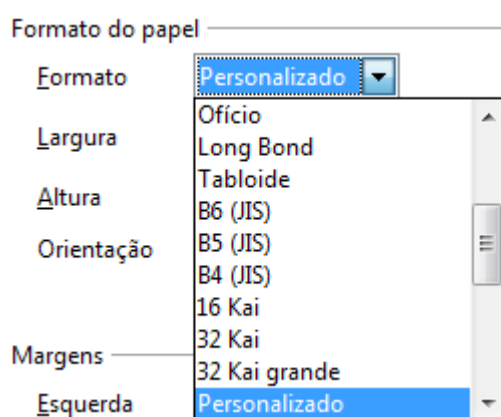 Formato do papel
Formato Personalizado
Ofício
Largura
Long Bond
Tabloide
Altura
B6 (JIS)
B5 (JIS)
Orientação
B4 (JIS)
16 Kai
32 Kai
Margens
32 Kai grande
Esquerda
Personalizado